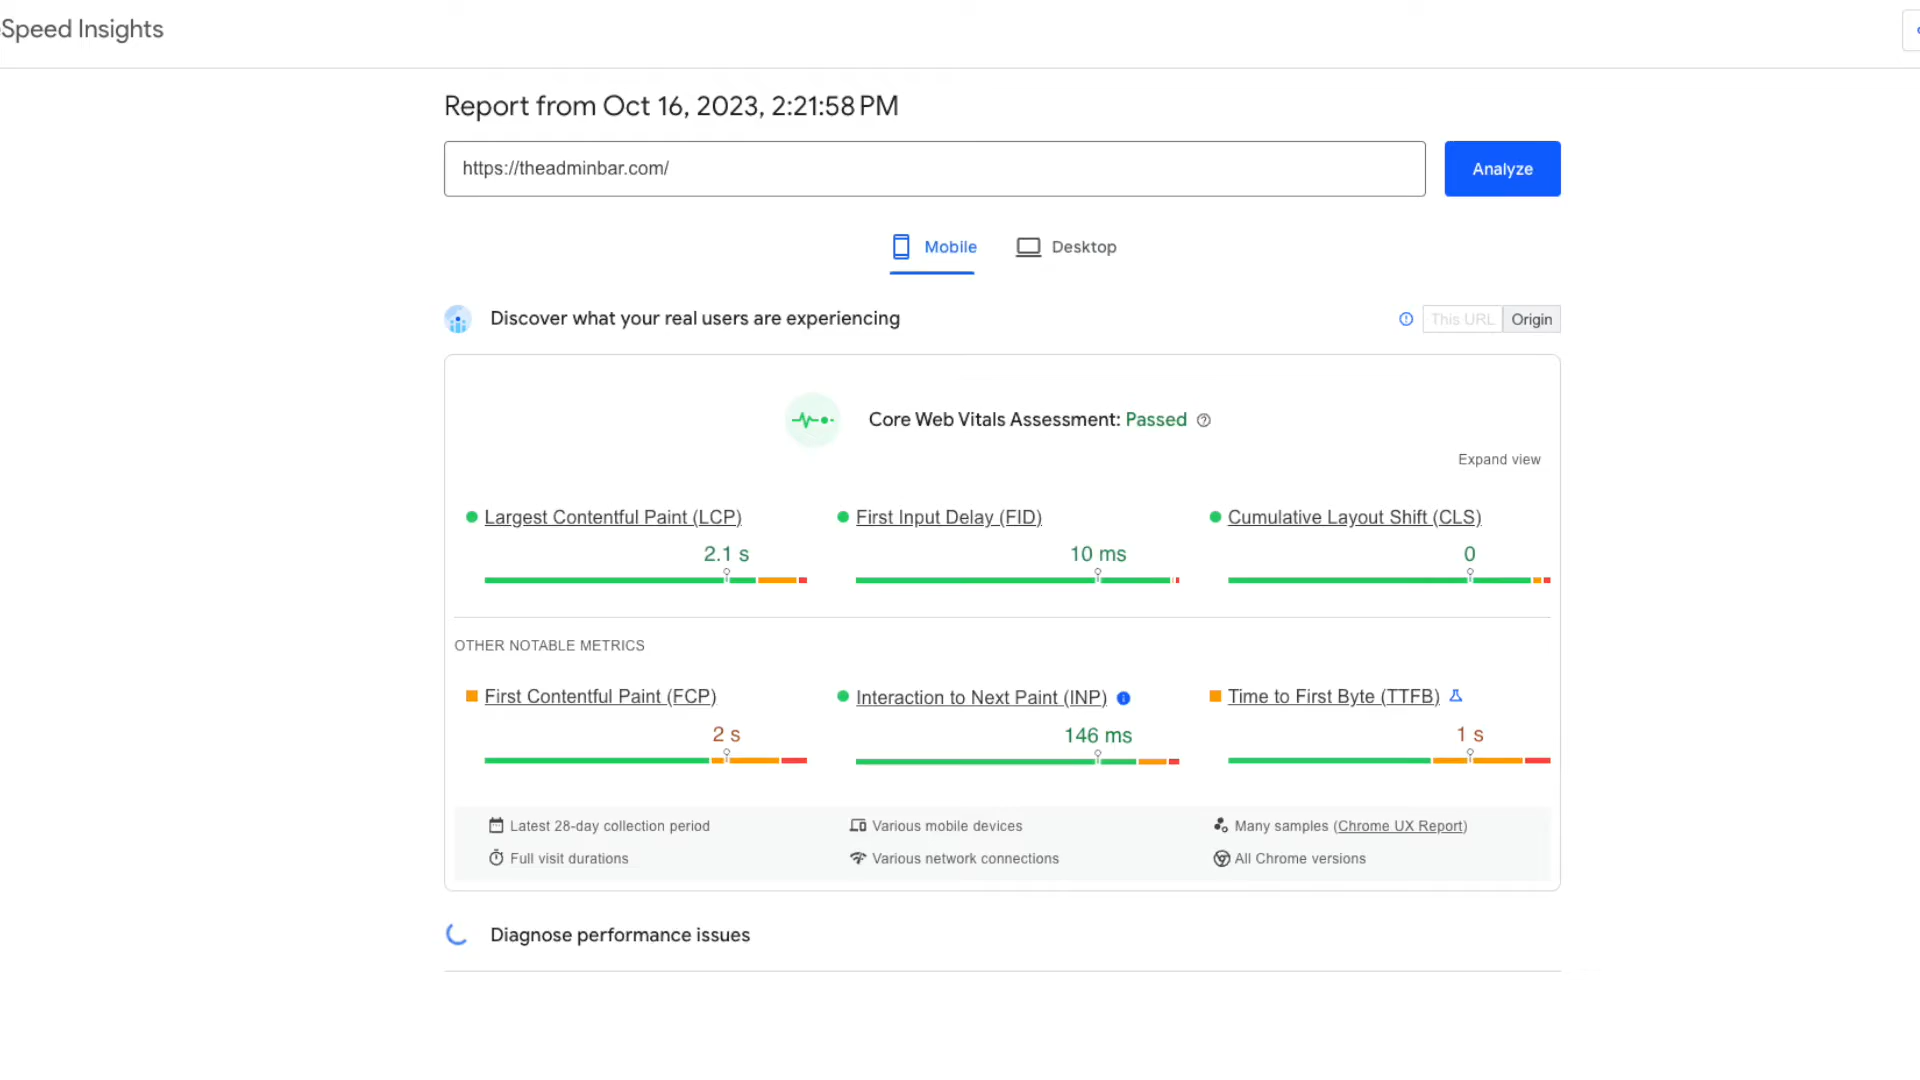 Speed Insights
Report from Oct 16, 2023, 2:21:58 PM
https://theadminbar.com/
Analyze
Mobile
Desktop
Discover what your real users are experiencing
This URL
Origin
Core Web Vitals Assessment: Passed
Expand view
Largest Contentful Paint (LCP)
2.1 s
First Input Delay (FID)
10 ms
Cumulative Layout Shift (CLS)
0
OTHER NOTABLE METRICS
First Contentful Paint (FCP)
2 s
Interaction to Next Paint (INP)
146 ms
Time to First Byte (TTFB)
1 s
Latest 28-day collection period
Various mobile devices
Many samples (Chrome UX Report)
Full visit durations
Various network connections
All Chrome versions
Diagnose performance issues